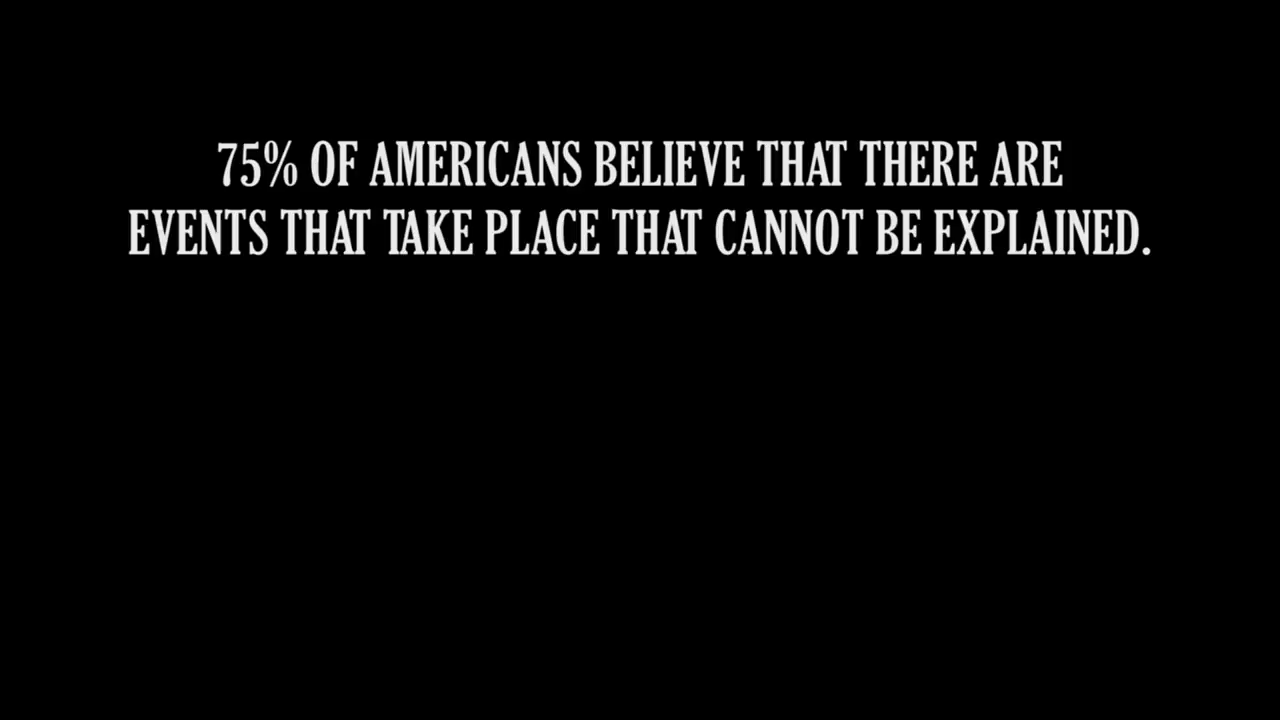 75% OF AMERICANS BELIEVE THAT THERE ARE
EVENTS THAT TAKE PLACE THAT CANNOT BE EXPLAINED.